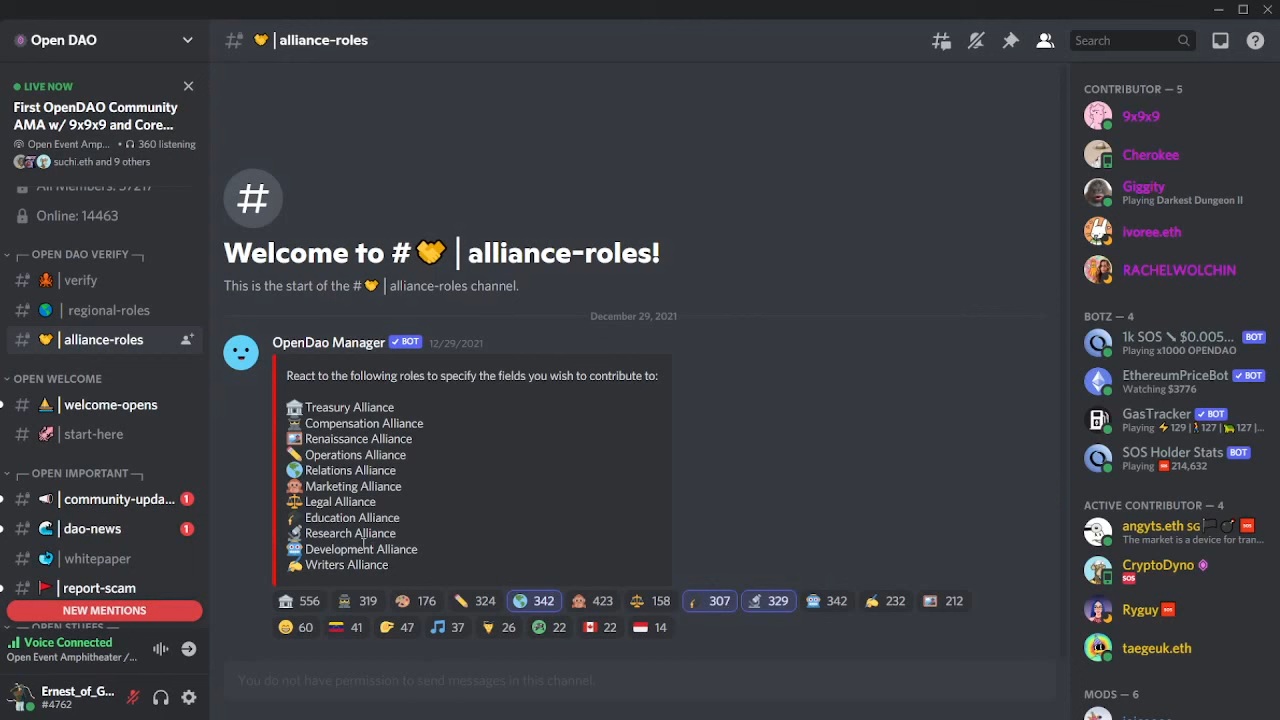 Open DAO
LIVE NOW
First OpenDAO Community
AMA w/ 9x9x9 and Core...
Open Event Amp... • 360 listening
suchi.eth and 9 others
All Members: 37217
Online: 14463
OPEN DAO VERIFY
verify
regional-roles
alliance-roles
OPEN WELCOME
welcome-opens
start-here
OPEN IMPORTANT
community-upda... 1
dao-news 1
whitepaper
report-scam
NEW MENTIONS
OPEN STUFFS
Voice Connected
Open Event Amphitheater /...
Ernest_of_G...
#4762
🤝 | alliance-roles
Search
Welcome to #🤝 | alliance-roles!
This is the start of the #🤝 | alliance-roles channel.
December 29, 2021
OpenDao Manager ✓ BOT 12/29/2021
React to the following roles to specify the fields you wish to contribute to:
Treasury Alliance
Compensation Alliance
Renaissance Alliance
Operations Alliance
Relations Alliance
Marketing Alliance
Legal Alliance
Education Alliance
Research Alliance
Development Alliance
Writers Alliance
556 319 176 324 342 423 158 307 329 342 232 212
60 41 47 37 26 22 22 14
You do not have permission to send messages in this channel.
CONTRIBUTOR — 5
9x9x9
Cherokee
Giggity
Playing Darkest Dungeon II
ivoree.eth
RACHELWOLCHIN
BOTZ — 4
1k SOS $0.005... BOT
Playing x1000 OPENDAO
EthereumPriceBot ✓ BOT
Watching $3776
GasTracker ✓ BOT
Playing ⚡129 | 127 | 127 |...
SOS Holder Stats BOT
Playing 🆘 214,632
ACTIVE CONTRIBUTOR — 4
angyts.eth sg 🆘
The market is a device for tran...
CryptoDyno
🆘
Ryguy 🆘
taegeuk.eth
MODS — 6